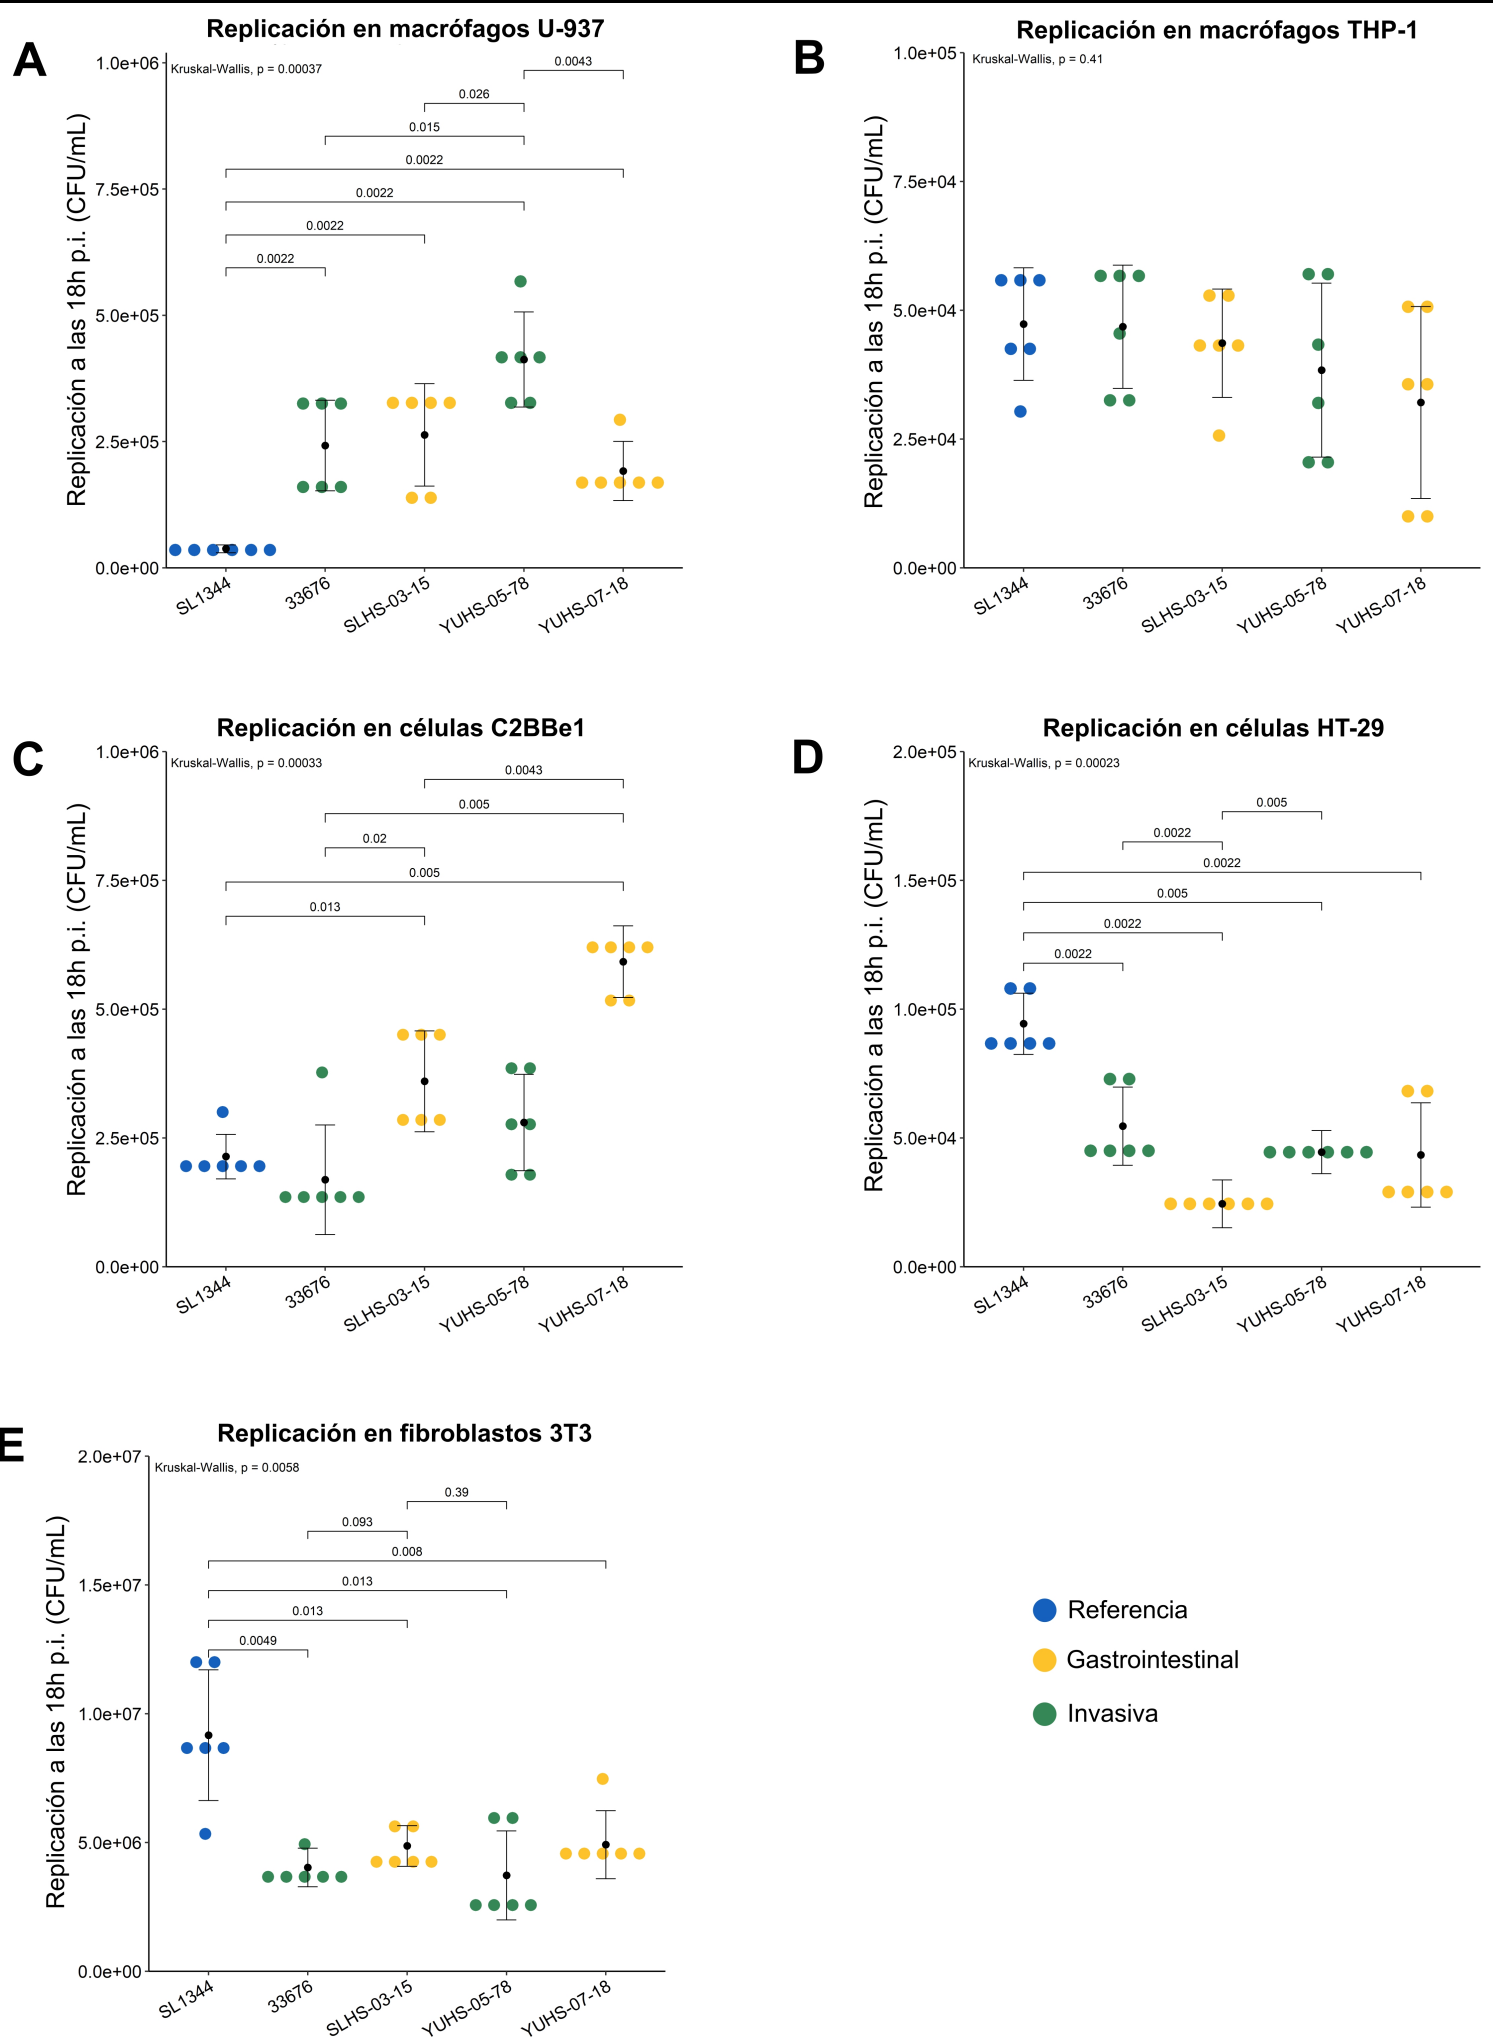 A
Replicación en macrófagos U-937
Kruskal-Wallis, p = 0.00037
Replicación a las 18h p.i. (CFU/mL)
1.0e+06
7.5e+05
5.0e+05
2.5e+05
0.0e+00
0.0043
0.026
0.015
0.0022
0.0022
0.0022
0.0022
SL1344
33676
SLHS-03-15
YUHS-05-78
YUHS-07-18
B
Replicación en macrófagos THP-1
Kruskal-Wallis, p = 0.41
Replicación a las 18h p.i. (CFU/mL)
1.0e+05
7.5e+04
5.0e+04
2.5e+04
0.0e+00
SL1344
33676
SLHS-03-15
YUHS-05-78
YUHS-07-18
C
Replicación en células C2BBe1
Kruskal-Wallis, p = 0.00033
Replicación a las 18h p.i. (CFU/mL)
1.0e+06
7.5e+05
5.0e+05
2.5e+05
0.0e+00
0.0043
0.005
0.02
0.005
0.013
SL1344
33676
SLHS-03-15
YUHS-05-78
YUHS-07-18
D
Replicación en células HT-29
Kruskal-Wallis, p = 0.00023
Replicación a las 18h p.i. (CFU/mL)
2.0e+05
1.5e+05
1.0e+05
5.0e+04
0.0e+00
0.005
0.0022
0.0022
0.005
0.0022
0.0022
SL1344
33676
SLHS-03-15
YUHS-05-78
YUHS-07-18
E
Replicación en fibroblastos 3T3
Kruskal-Wallis, p = 0.0058
Replicación a las 18h p.i. (CFU/mL)
2.0e+07
1.5e+07
1.0e+07
5.0e+06
0.0e+00
0.39
0.093
0.008
0.013
0.013
0.0049
SL1344
33676
SLHS-03-15
YUHS-05-78
YUHS-07-18
Referencia
Gastrointestinal
Invasiva